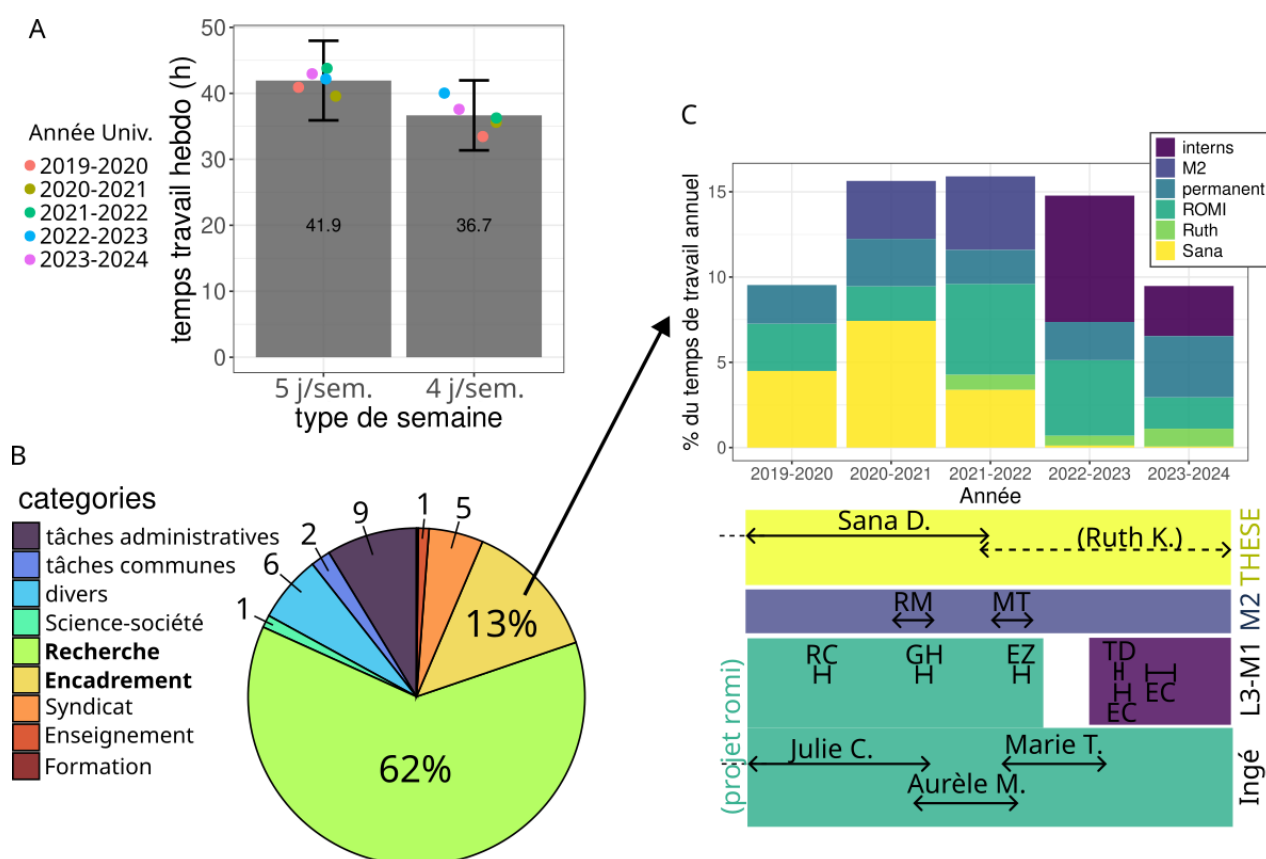 A
50
40
30
20
10
0
temps travail hebdo (h)
41.9
36.7
5 j/sem.
4 j/sem.
type de semaine
Année Univ.
2019-2020
2020-2021
2021-2022
2022-2023
2023-2024
B
categories
tâches administratives
tâches communes
divers
Science-société
Recherche
Encadrement
Syndicat
Enseignement
Formation
1
6
2
9
1
5
13%
62%
C
interns
M2
permanent
ROMI
Ruth
Sana
% du temps de travail annuel
15
10
5
0
2019-2020
2020-2021
2021-2022
2022-2023
2023-2024
Année
Sana D.
(Ruth K.)
THESE
RM
MT
M2
RC
GH
EZ
TD
EC
EC
L3-M1
(projet romi)
Julie C.
Marie T.
Aurèle M.
Ingé